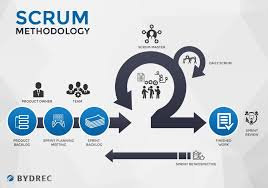 SCRUM
METHODOLOGY
SCRUM MASTER
DAILY SCRUM
PRODUCT OWNER
TEAM
PRODUCT
BACKLOG
SPRINT PLANNING
MEETING
SPRINT
BACKLOG
FINISHED
WORK
SPRINT
REVIEW
SPRINT RETROSPECTIVE
BYDREC